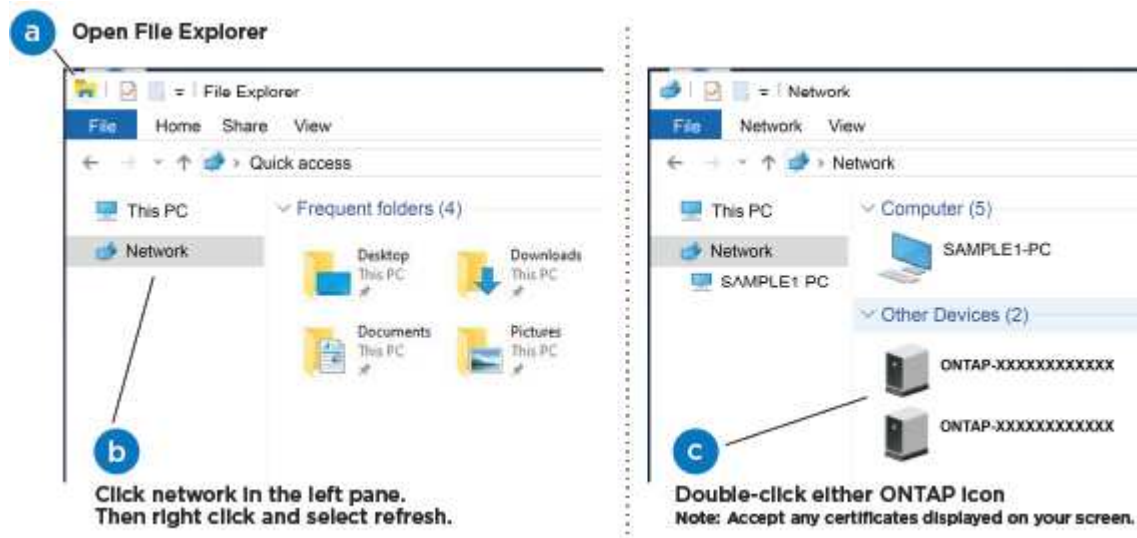 a Open File Explorer
File Explorer
File Home Share View
Quick access
This PC
Network
Frequent folders (4)
Desktop
This PC
Downloads
This PC
Documents
This PC
Pictures
This PC
b
Click network in the left pane.
Then right click and select refresh.
Network
File Network View
Network
This PC
Network
SAMPLE1 PC
Computer (5)
SAMPLE1-PC
Other Devices (2)
ONTAP-XXXXXXXXXXXX
ONTAP-XXXXXXXXXXXX
c
Double-click either ONTAP icon
Note: Accept any certificates displayed on your screen.